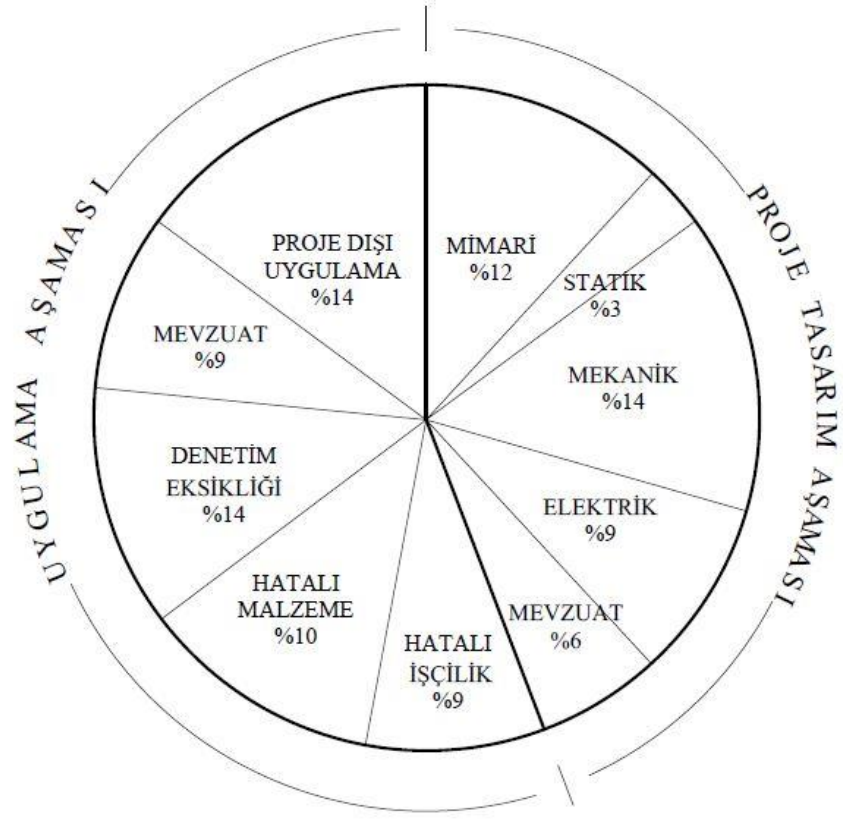 UYGULAMA AŞAMASI
PROJE TASARIM AŞAMASI
PROJE DIŞI
UYGULAMA
%14
MİMARİ
%12
STATİK
%3
MEKANİK
%14
ELEKTRİK
%9
MEVZUAT
%6
HATALI
İŞÇİLİK
%9
HATALI
MALZEME
%10
DENETİM
EKSİKLİĞİ
%14
MEVZUAT
%9